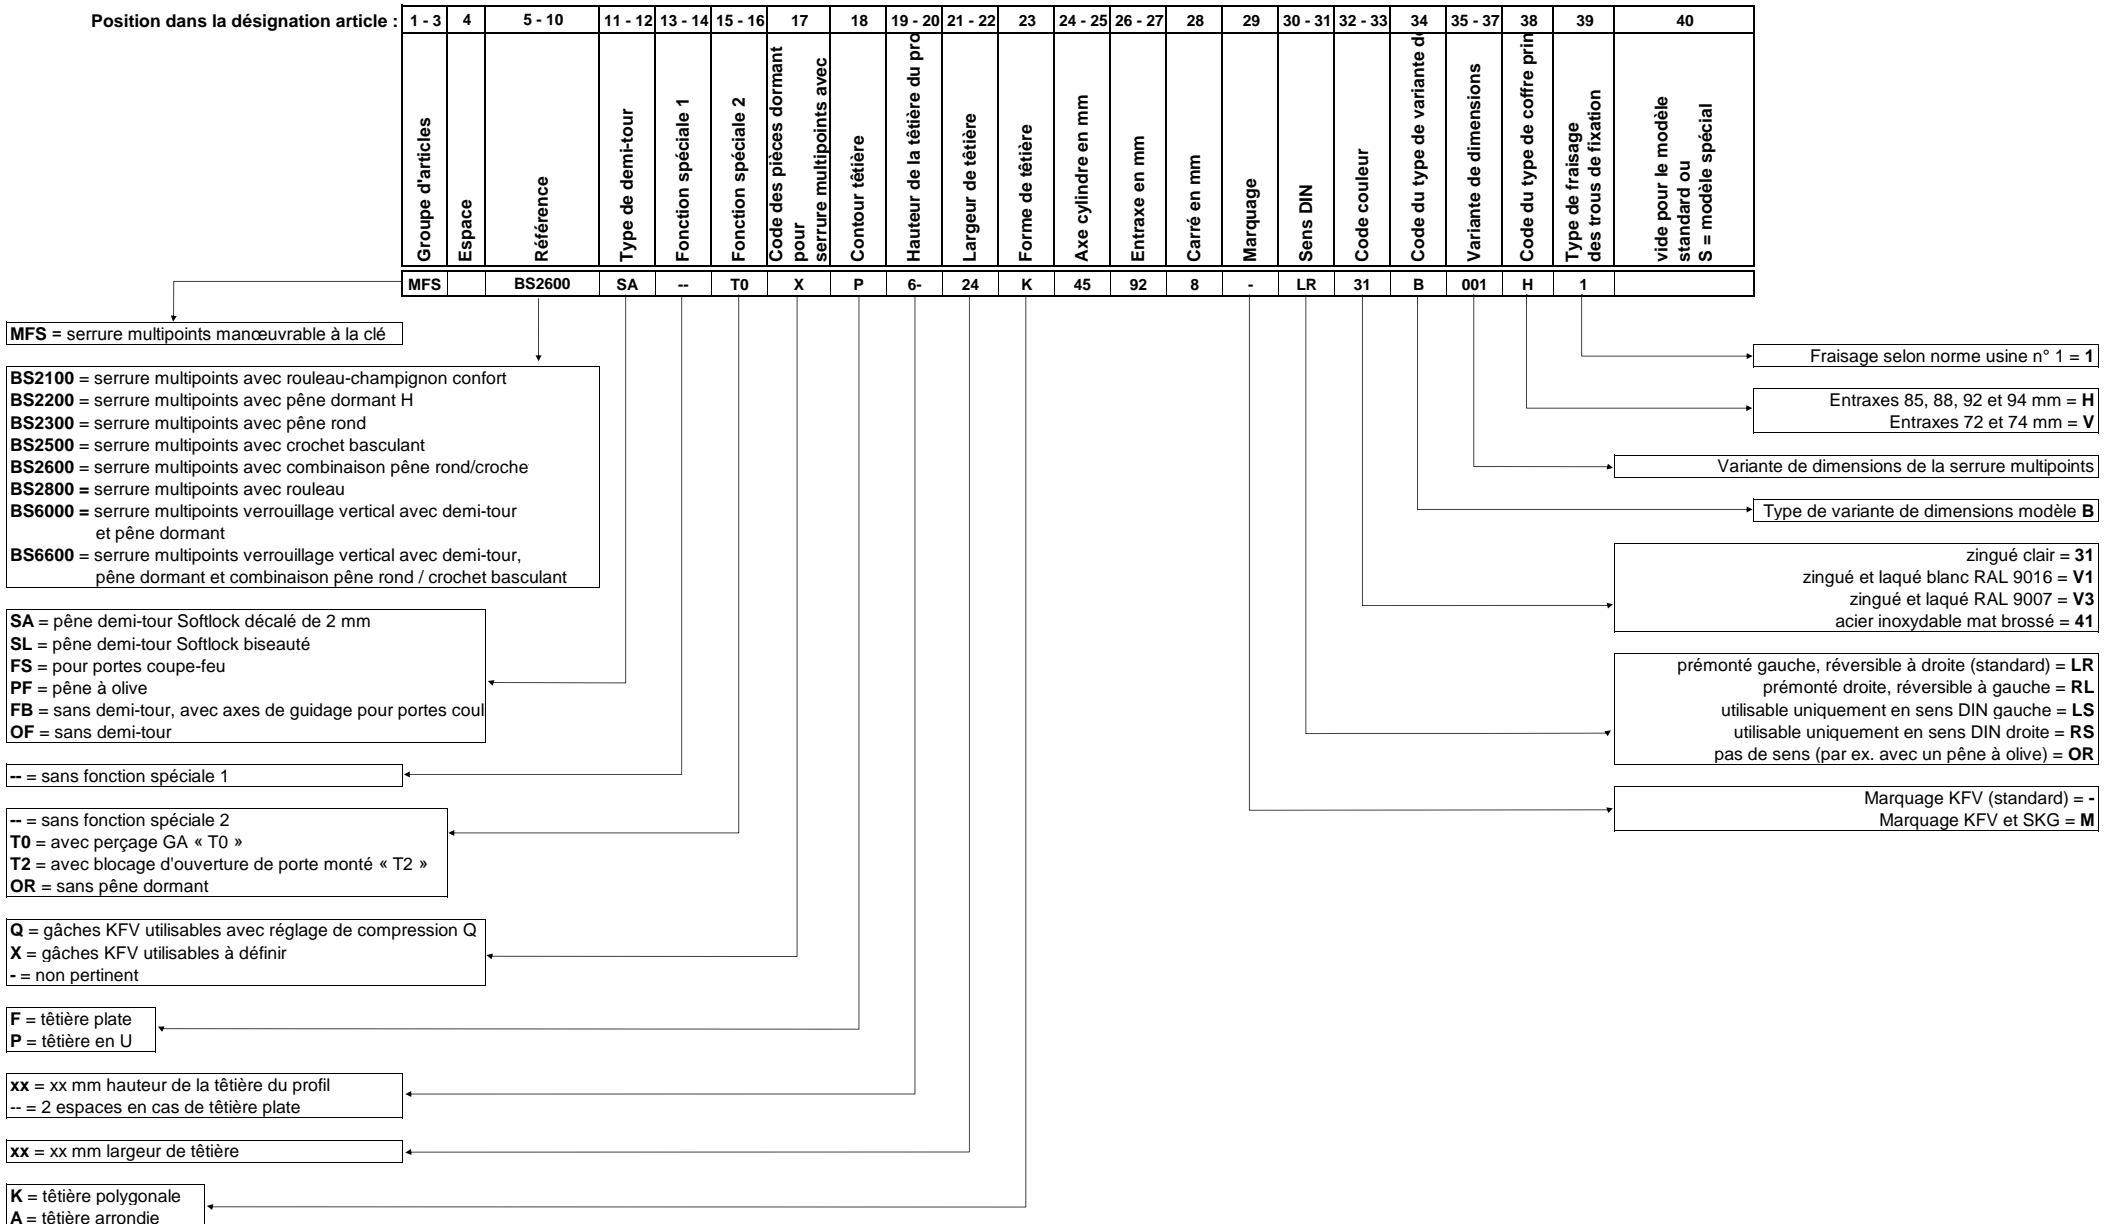 Position dans la désignation article : 1 - 3 4 5 - 10 11 - 12 13 - 14 15 - 16 17 18 19 - 20 21 - 22 23 24 - 25 26 - 27 28 29 30 - 31 32 - 33 34 35 - 37 38 39 40
Groupe d'articles
Espace
Référence
Type de demi-tour
Fonction spéciale 1
Fonction spéciale 2
Code des pièces dormant
pour
serrure multipoints avec
Contour têtière
Hauteur de la têtière du pro
Largeur de têtière
Forme de têtière
Axe cylindre en mm
Entraxe en mm
Carré en mm
Marquage
Sens DIN
Code couleur
Code du type de variante d
Variante de dimensions
Code du type de coffre prin
Type de fraisage
des trous de fixation
vide pour le modèle
standard ou
S = modèle spécial
MFS BS2600 SA -- T0 X P 6- 24 K 45 92 8 - LR 31 B 001 H 1
MFS = serrure multipoints manœuvrable à la clé
BS2100 = serrure multipoints avec rouleau-champignon confort
BS2200 = serrure multipoints avec pêne dormant H
BS2300 = serrure multipoints avec pêne rond
BS2500 = serrure multipoints avec crochet basculant
BS2600 = serrure multipoints avec combinaison pêne rond/croche
BS2800 = serrure multipoints avec rouleau
BS6000 = serrure multipoints verrouillage vertical avec demi-tour
et pêne dormant
BS6600 = serrure multipoints verrouillage vertical avec demi-tour,
pêne dormant et combinaison pêne rond / crochet basculant
SA = pêne demi-tour Softlock décalé de 2 mm
SL = pêne demi-tour Softlock biseauté
FS = pour portes coupe-feu
PF = pêne à olive
FB = sans demi-tour, avec axes de guidage pour portes coul
OF = sans demi-tour
-- = sans fonction spéciale 1
-- = sans fonction spéciale 2
T0 = avec perçage GA « T0 »
T2 = avec blocage d'ouverture de porte monté « T2 »
OR = sans pêne dormant
Q = gâches KFV utilisables avec réglage de compression Q
X = gâches KFV utilisables à définir
- = non pertinent
F = têtière plate
P = têtière en U
xx = xx mm hauteur de la têtière du profil
-- = 2 espaces en cas de têtière plate
xx = xx mm largeur de têtière
K = têtière polygonale
A = têtière arrondie
Fraisage selon norme usine n° 1 = 1
Entraxes 85, 88, 92 et 94 mm = H
Entraxes 72 et 74 mm = V
Variante de dimensions de la serrure multipoints
Type de variante de dimensions modèle B
zingué clair = 31
zingué et laqué blanc RAL 9016 = V1
zingué et laqué RAL 9007 = V3
acier inoxydable mat brossé = 41
prémonté gauche, réversible à droite (standard) = LR
prémonté droite, réversible à gauche = RL
utilisable uniquement en sens DIN gauche = LS
utilisable uniquement en sens DIN droite = RS
pas de sens (par ex. avec un pêne à olive) = OR
Marquage KFV (standard) = -
Marquage KFV et SKG = M